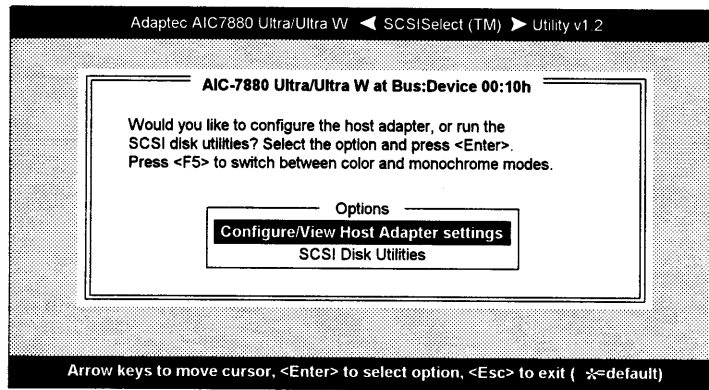 Adaptec AIC7880 Ultra/Ultra W ⮜ SCSISelect (TM) ⮞ Utility v1.2
AIC-7880 Ultra/Ultra W at Bus:Device 00:10h
Would you like to configure the host adapter, or run the
SCSI disk utilities? Select the option and press <Enter>.
Press <F5> to switch between color and monochrome modes.
Options
Configure/View Host Adapter settings
SCSI Disk Utilities
Arrow keys to move cursor, <Enter> to select option, <Esc> to exit ( ✲=default)